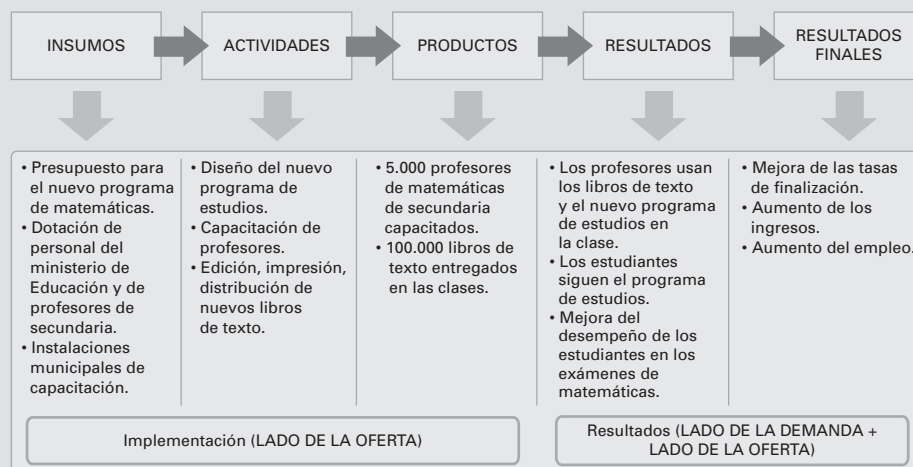 INSUMOS
ACTIVIDADES
PRODUCTOS
RESULTADOS
RESULTADOS
FINALES
• Presupuesto para
el nuevo programa
de matemáticas.
• Dotación de
personal del
ministerio de
Educación y de
profesores de
secundaria.
• Instalaciones
municipales de
capacitación.
• Diseño del nuevo
programa de
estudios.
• Capacitación de
profesores.
• Edición, impresión,
distribución de
nuevos libros
de texto.
• 5.000 profesores
de matemáticas
de secundaria
capacitados.
• 100.000 libros de
texto entregados
en las clases.
• Los profesores usan
los libros de texto
y el nuevo programa
de estudios en
la clase.
• Los estudiantes
siguen el programa
de estudios.
• Mejora del
desempeño de los
estudiantes en los
exámenes de
matemáticas.
• Mejora de las tasas
de finalización.
• Aumento de los
ingresos.
• Aumento del empleo.
Implementación (LADO DE LA OFERTA)
Resultados (LADO DE LA DEMANDA +
LADO DE LA OFERTA)